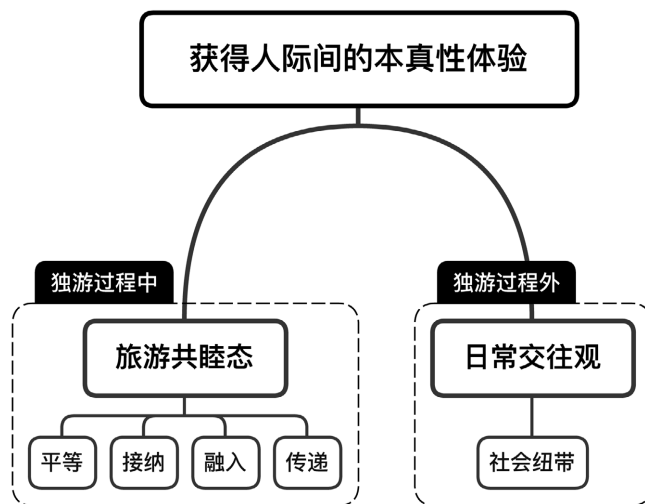 获得人际间的本真性体验
独游过程中
独游过程外
旅游共睦态
日常交往观
平等
接纳
融入
传递
社会纽带